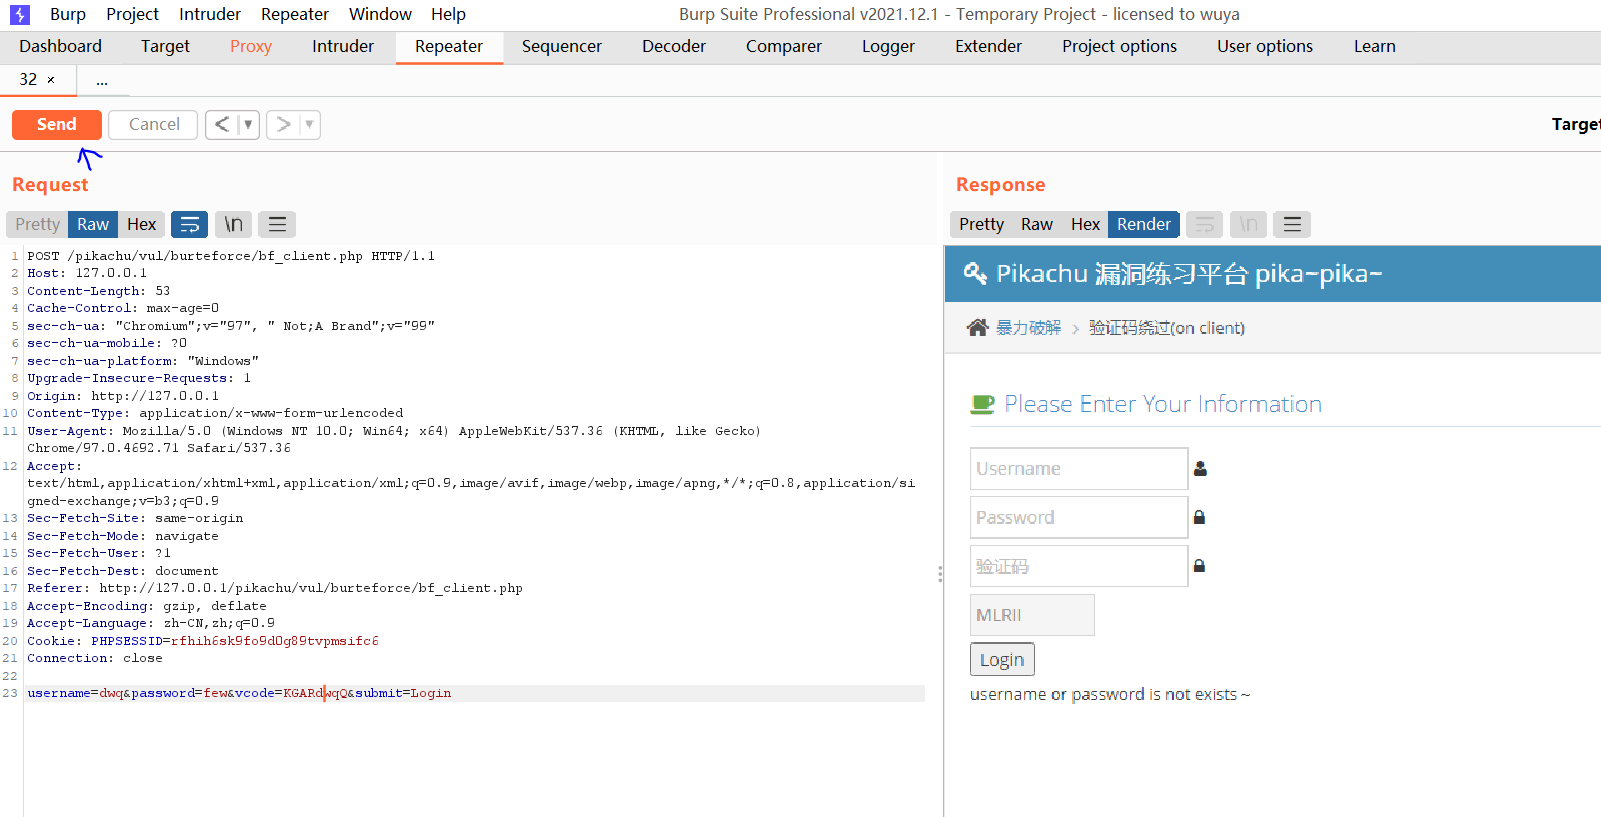 Burp Project Intruder Repeater Window Help Burp Suite Professional v2021.12.1 - Temporary Project - licensed to wuya
Dashboard Target Proxy Intruder Repeater Sequencer Decoder Comparer Logger Extender Project options User options Learn
32 × ...
Send Cancel < ▼ > ▼ Target
Request
Pretty Raw Hex \n
1 POST /pikachu/vul/burteforce/bf_client.php HTTP/1.1
2 Host: 127.0.0.1
3 Content-Length: 53
4 Cache-Control: max-age=0
5 sec-ch-ua: "Chromium";v="97", " Not;A Brand";v="99"
6 sec-ch-ua-mobile: ?0
7 sec-ch-ua-platform: "Windows"
8 Upgrade-Insecure-Requests: 1
9 Origin: http://127.0.0.1
10 Content-Type: application/x-www-form-urlencoded
11 User-Agent: Mozilla/5.0 (Windows NT 10.0; Win64; x64) AppleWebKit/537.36 (KHTML, like Gecko)
Chrome/97.0.4692.71 Safari/537.36
12 Accept:
text/html,application/xhtml+xml,application/xml;q=0.9,image/avif,image/webp,image/apng,*/*;q=0.8,application/si
gned-exchange;v=b3;q=0.9
13 Sec-Fetch-Site: same-origin
14 Sec-Fetch-Mode: navigate
15 Sec-Fetch-User: ?1
16 Sec-Fetch-Dest: document
17 Referer: http://127.0.0.1/pikachu/vul/burteforce/bf_client.php
18 Accept-Encoding: gzip, deflate
19 Accept-Language: zh-CN,zh;q=0.9
20 Cookie: PHPSESSID=rfhih6sk9fo9d0g89tvpmsifc6
21 Connection: close
22
23 username=dwq&password=few&vcode=KGARdwqQ&submit=Login
Response
Pretty Raw Hex Render \n
Pikachu 漏洞练习平台 pika~pika~
暴力破解 > 验证码绕过(on client)
Please Enter Your Information
Username
Password
验证码
MLRII
Login
username or password is not exists～